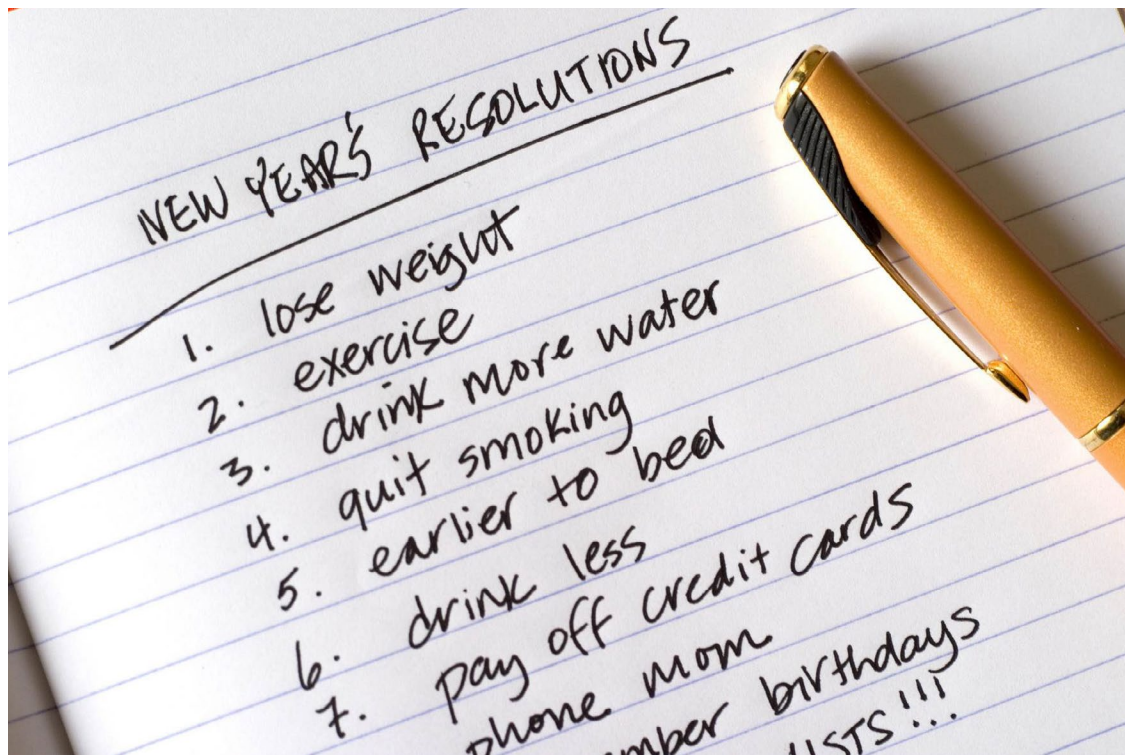 NEW YEAR'S RESOLUTIONS
1. lose weight
2. exercise
3. drink more water
4. quit smoking
5. earlier to bed
6. drink less
7. pay off credit cards
phone mom
birthdays
!!!